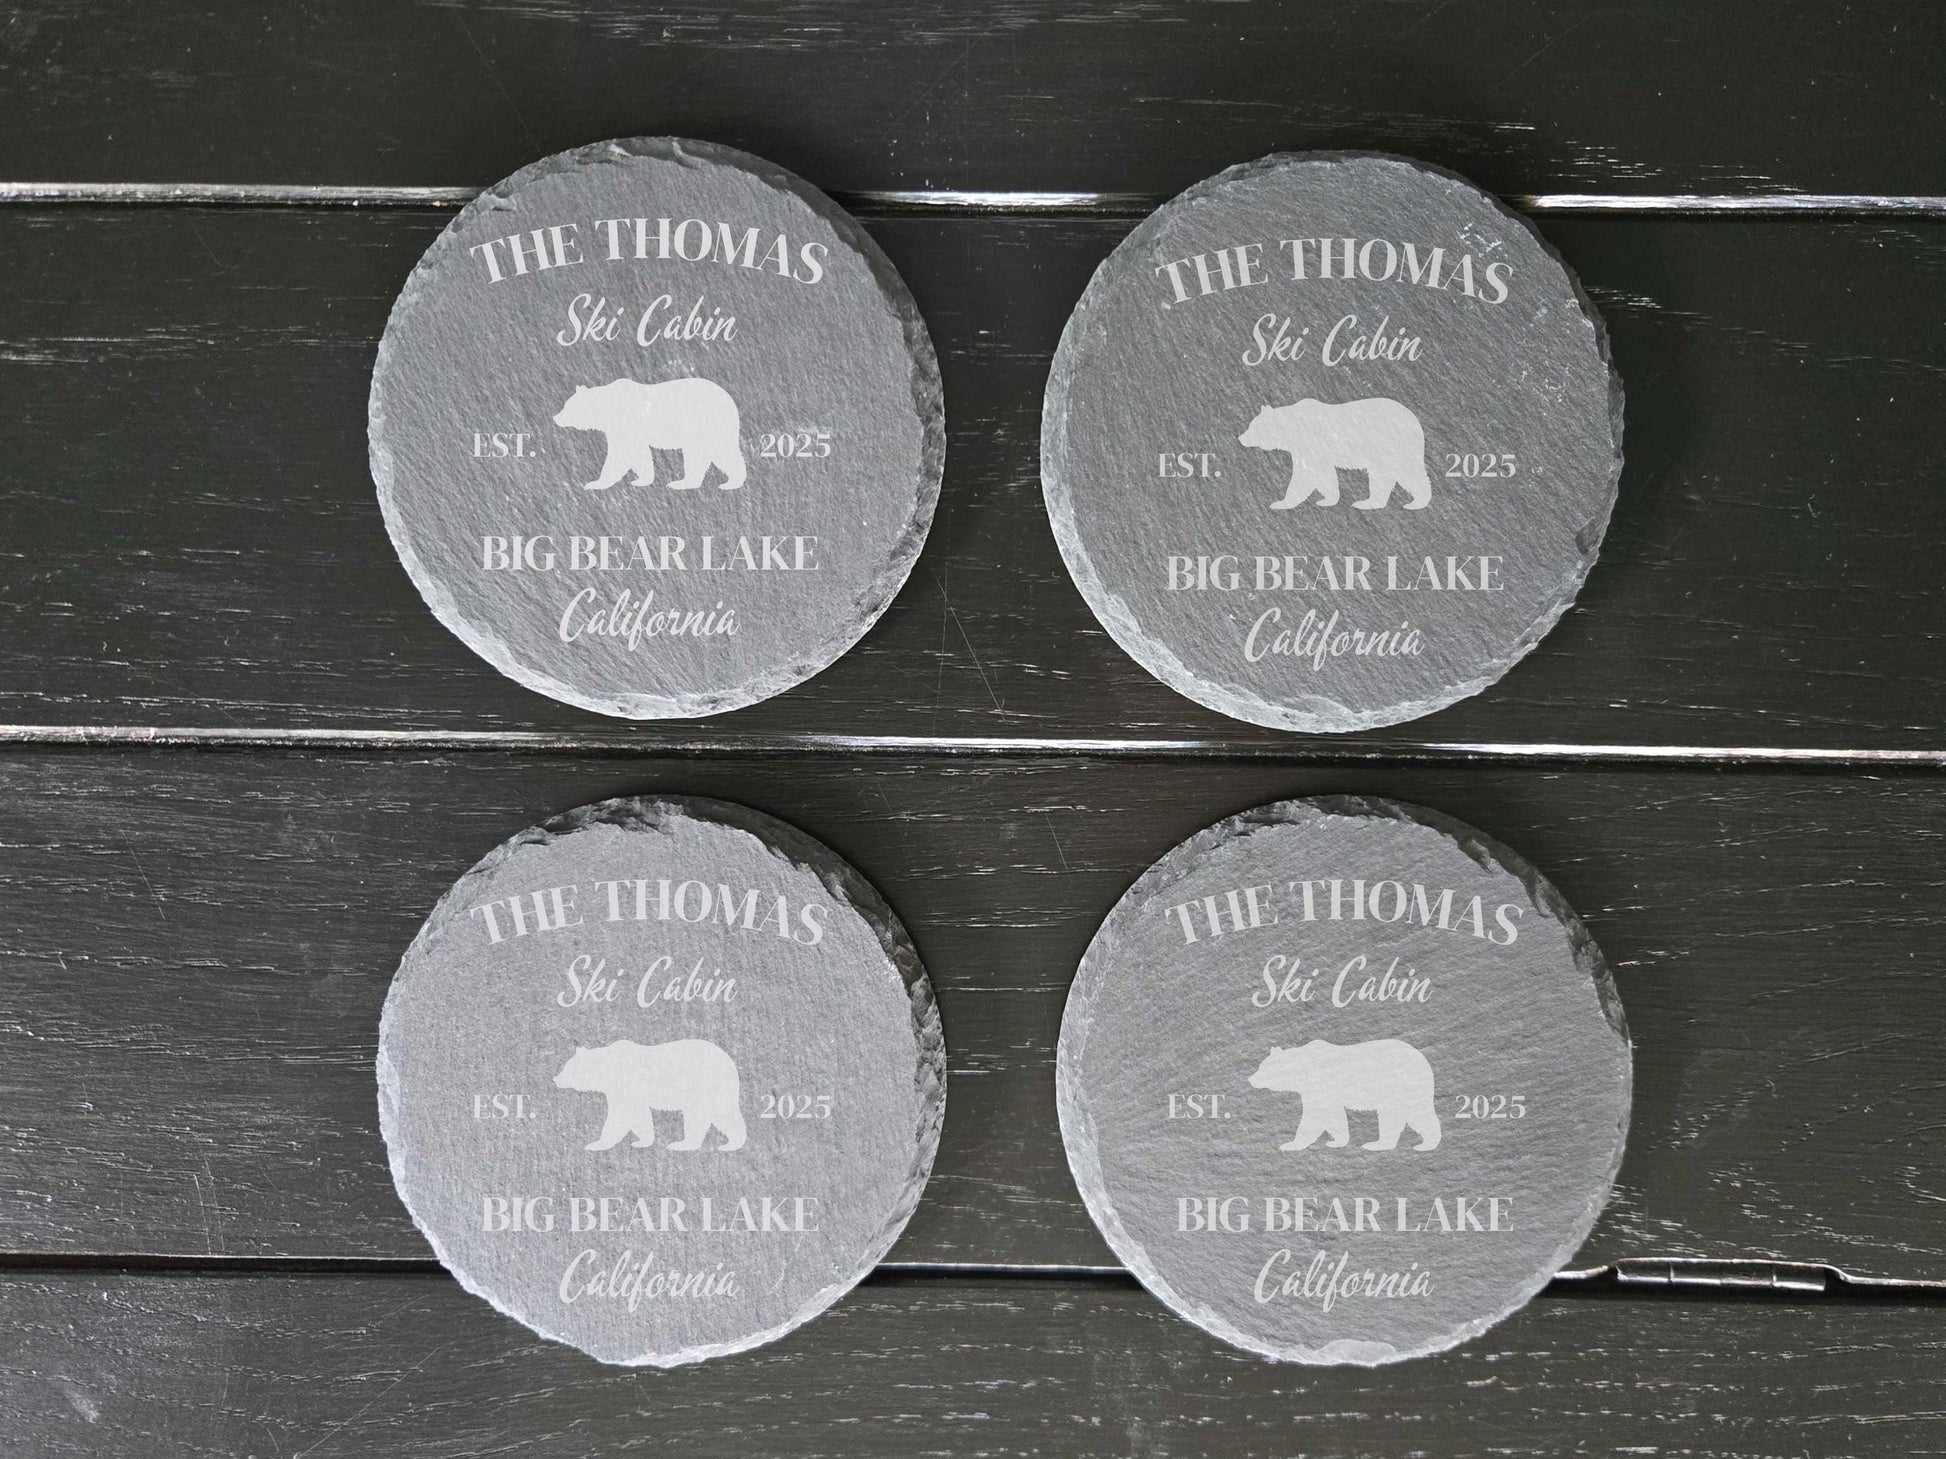 THE THOMAS
Ski Cabin
EST. 2025
BIG BEAR LAKE
California
THE THOMAS
Ski Cabin
EST. 2025
BIG BEAR LAKE
California
THE THOMAS
Ski Cabin
EST. 2025
BIG BEAR LAKE
California
THE THOMAS
Ski Cabin
EST. 2025
BIG BEAR LAKE
California